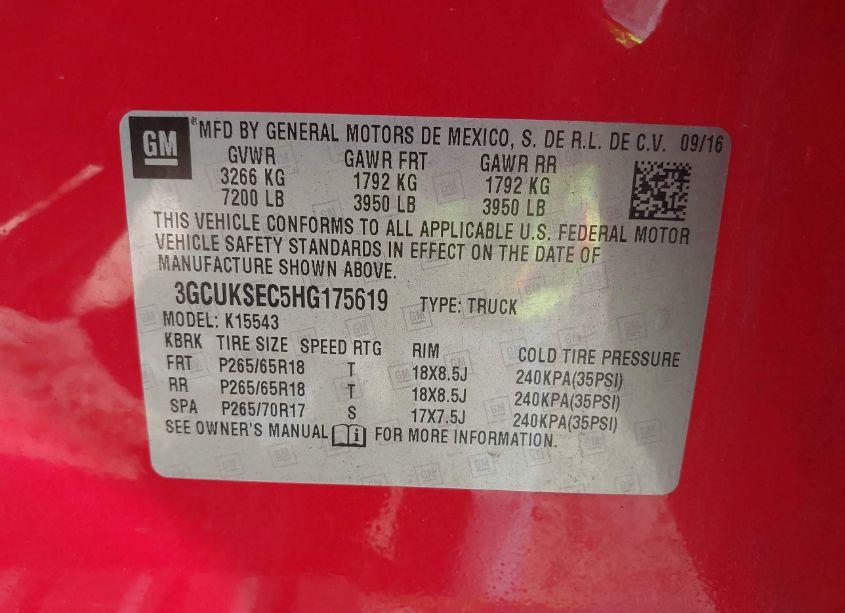 GM ® MFD BY GENERAL MOTORS DE MEXICO, S. DE R.L. DE C.V. 09/16
GVWR GAWR FRT GAWR RR
3266 KG 1792 KG 1792 KG
7200 LB 3950 LB 3950 LB
THIS VEHICLE CONFORMS TO ALL APPLICABLE U.S. FEDERAL MOTOR
VEHICLE SAFETY STANDARDS IN EFFECT ON THE DATE OF
MANUFACTURE SHOWN ABOVE.
3GCUKSEC5HG175619 TYPE: TRUCK
MODEL: K15543
KBRK TIRE SIZE SPEED RTG RIM COLD TIRE PRESSURE
FRT P265/65R18 T 18X8.5J 240KPA(35PSI)
RR P265/65R18 T 18X8.5J 240KPA(35PSI)
SPA P265/70R17 S 17X7.5J 240KPA(35PSI)
SEE OWNER'S MANUAL i FOR MORE INFORMATION.